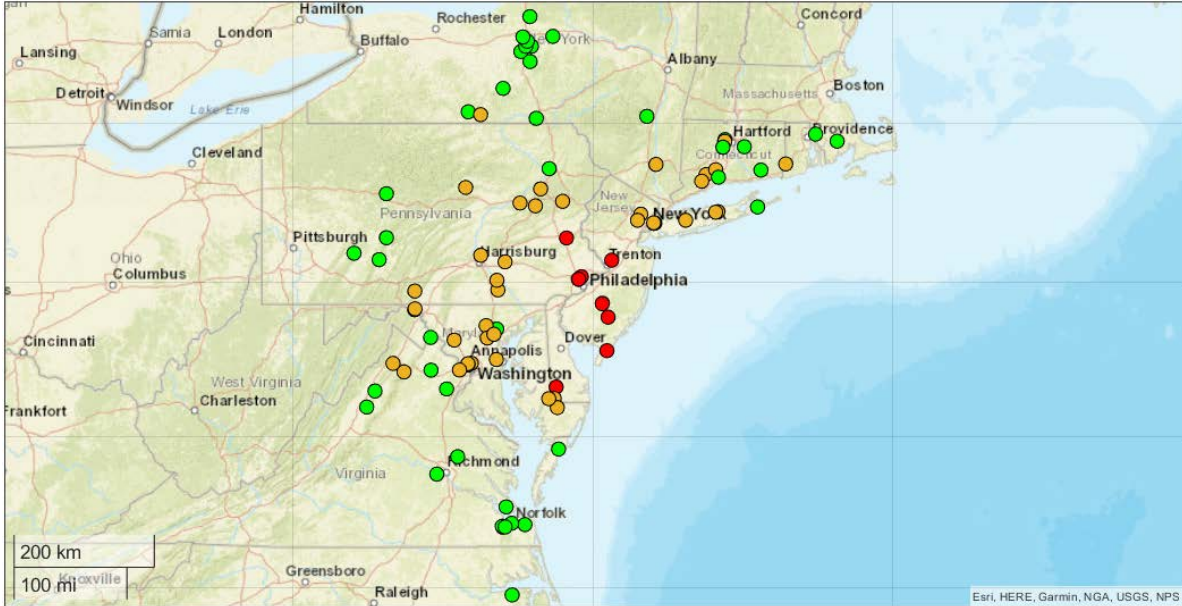 Hamilton
Rochester
Concord
Sarnia
London
Buffalo
Lansing
Albany
Detroit
Windsor
Massachusetts
Boston
Lake Erie
Hartford
Providence
Connecticut
Cleveland
New
Jersey
Pennsylvania
New York
Pittsburgh
Harrisburg
Trenton
Ohio
Columbus
Philadelphia
Dover
Cincinnati
Annapolis
Washington
West Virginia
Charleston
Frankfort
Richmond
Virginia
Norfolk
200 km
100 mi
Knoxville
Greensboro
Raleigh
Esri, HERE, Garmin, NGA, USGS, NPS